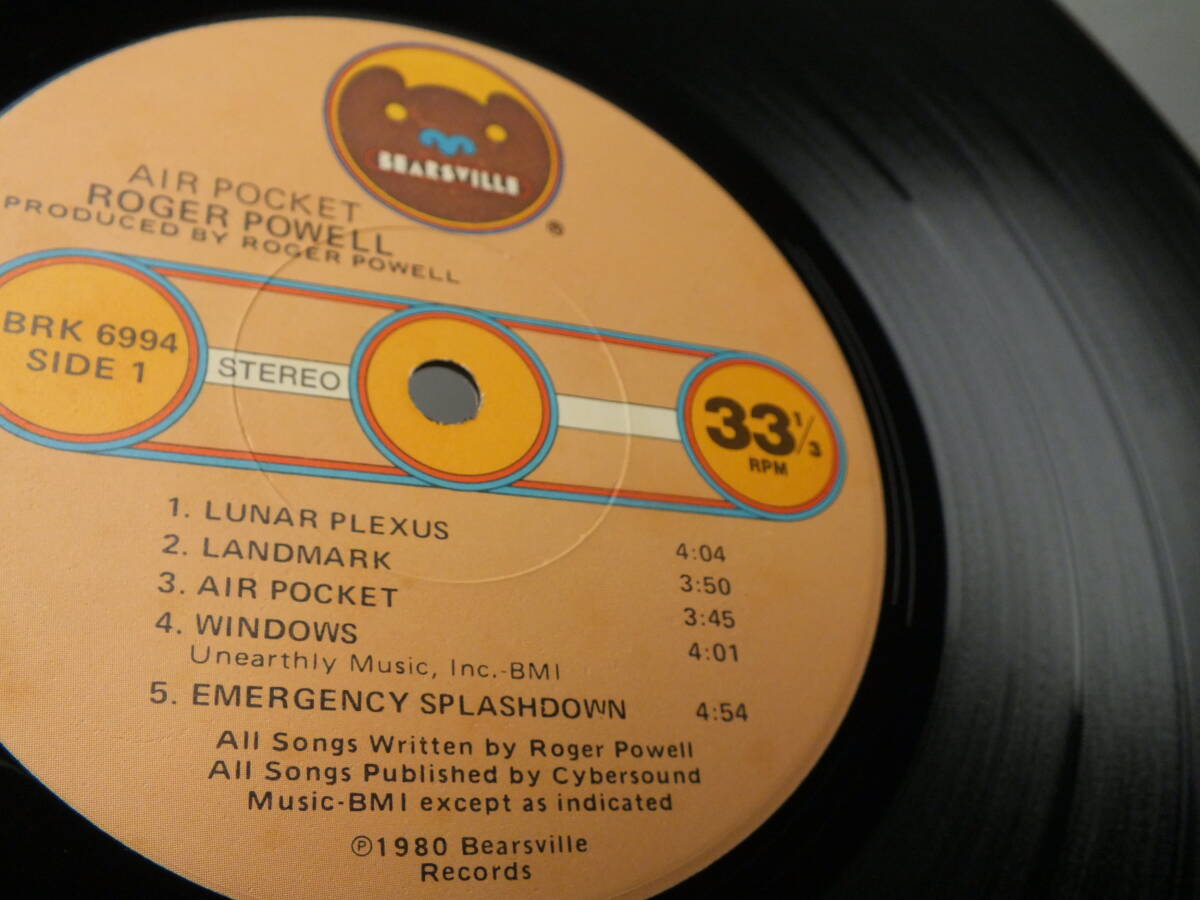 BEARSVILLE
®
AIR POCKET
ROGER POWELL
PRODUCED BY ROGER POWELL
BRK 6994
SIDE 1
STEREO
33 1/3
RPM
1. LUNAR PLEXUS 4:04
2. LANDMARK 3:50
3. AIR POCKET 3:45
4. WINDOWS 4:01
Unearthly Music, Inc.-BMI
5. EMERGENCY SPLASHDOWN 4:54
All Songs Written by Roger Powell
All Songs Published by Cybersound
Music-BMI except as indicated
℗1980 Bearsville
Records